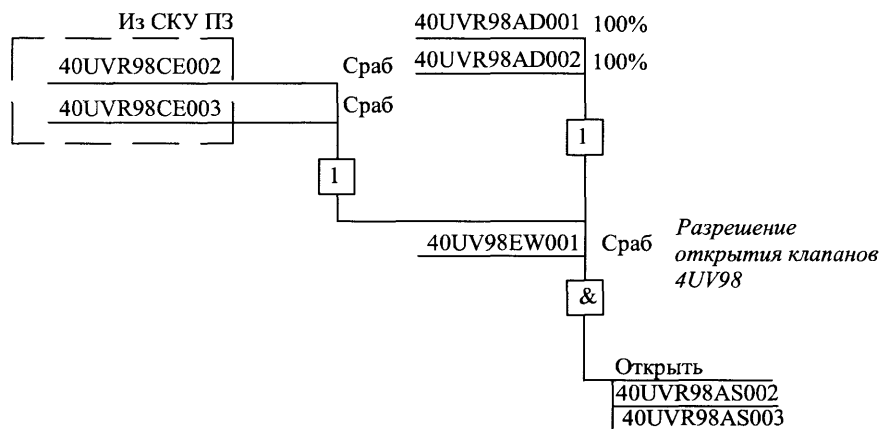 Из СКУ ПЗ
40UVR98CE002 Сраб
40UVR98CE003 Сраб
1
40UVR98AD001 100%
40UVR98AD002 100%
1
40UV98EW001 Сраб
Разрешение
открытия клапанов
4UV98
&
Открыть
40UVR98AS002
40UVR98AS003